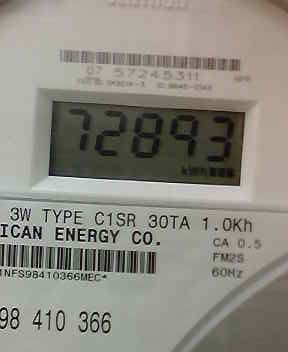 07 57245311
72893
3W TYPE C1SR 30TA 1.0Kh
ICAN ENERGY CO.
CA 0.5
FM2S
60Hz
1NFS98410366MEC*
98 410 366